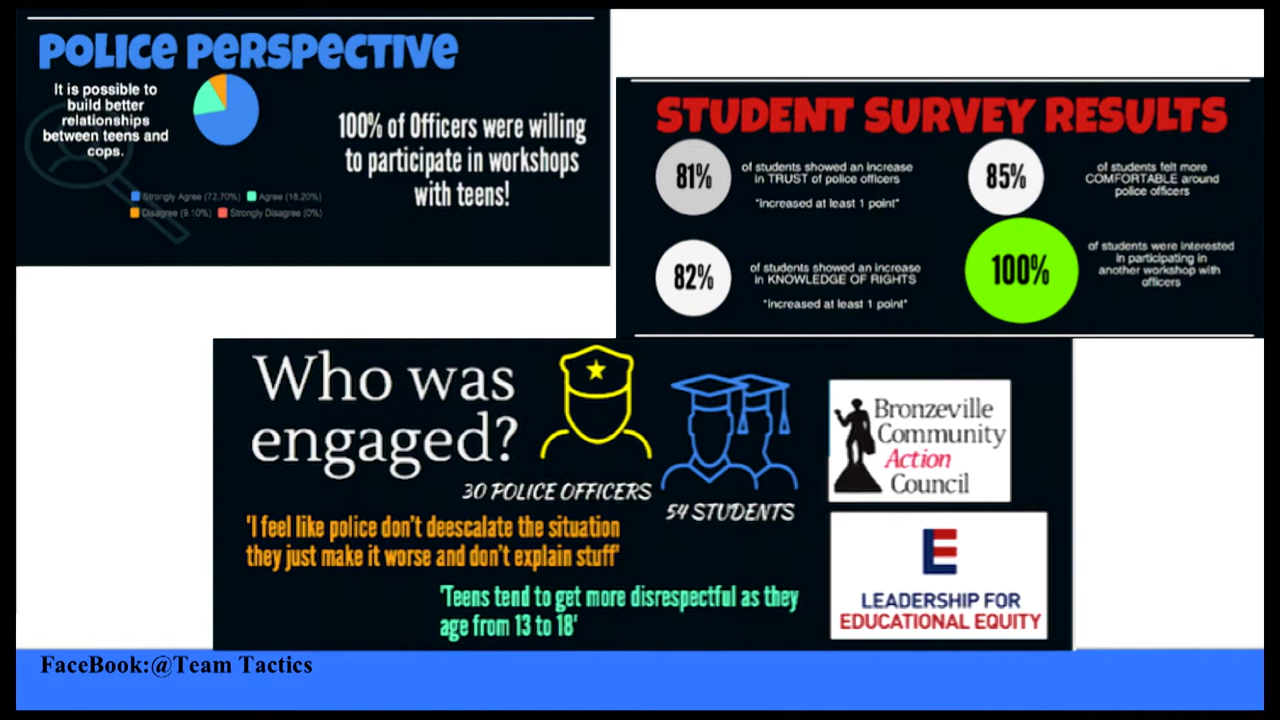 POLICE PERSPECTIVE
It is possible to
build better
relationships
between teens and
cops.
100% of Officers were willing
to participate in workshops
with teens!
Strongly Agree (72.70%) Agree (18.20%)
Disagree (9.10%) Strongly Disagree (0%)
STUDENT SURVEY RESULTS
81%
of students showed an increase
in TRUST of police officers
*increased at least 1 point*
85%
of students felt more
COMFORTABLE around
police officers
82%
of students showed an increase
in KNOWLEDGE OF RIGHTS
*increased at least 1 point*
100%
of students were interested
in participating in
another workshop with
officers
Who was
engaged?
30 POLICE OFFICERS
54 STUDENTS
'I feel like police don't deescalate the situation
they just make it worse and don't explain stuff'
'Teens tend to get more disrespectful as they
age from 13 to 18'
Bronzeville
Community
Action
Council
LEADERSHIP FOR
EDUCATIONAL EQUITY
FaceBook:@Team Tactics